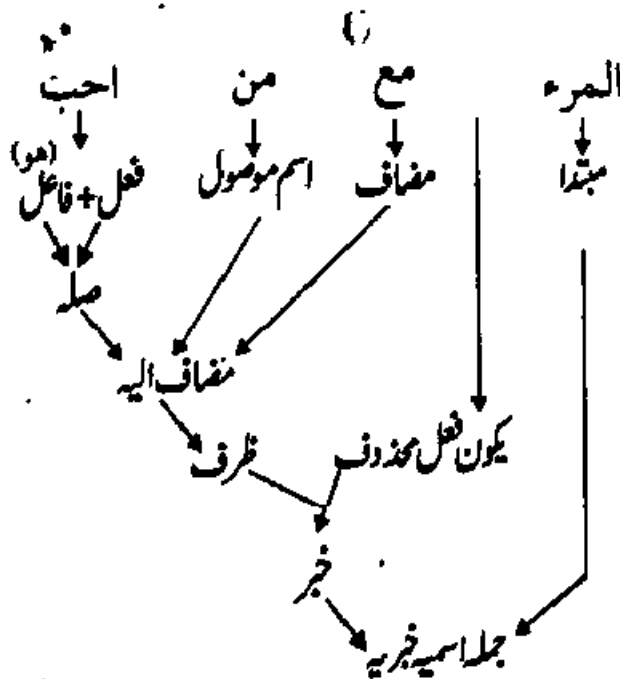 المرء مع من احب
مبتدا مضاف اسم موصول فعل + فاعل (ھو)
صلہ
مضاف الیہ
یکون فعل محذوف ظرف
خبر
جملہ اسمیہ خبریہ